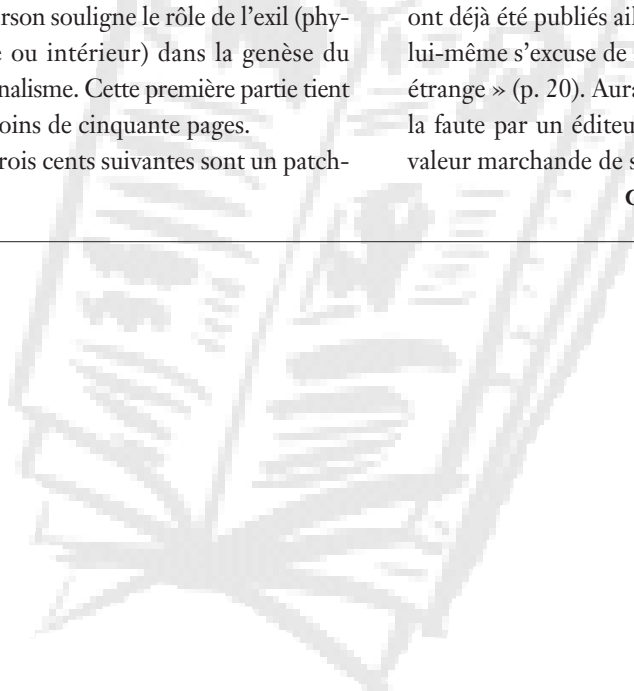 rson souligne le rôle de l'exil (phy-
e ou intérieur) dans la genèse du
nalisme. Cette première partie tient
oins de cinquante pages.
rois cents suivantes sont un patch-
ont déjà été publiés ail
lui-même s'excuse de
étrange » (p. 20). Aura
la faute par un éditeu
valeur marchande de s